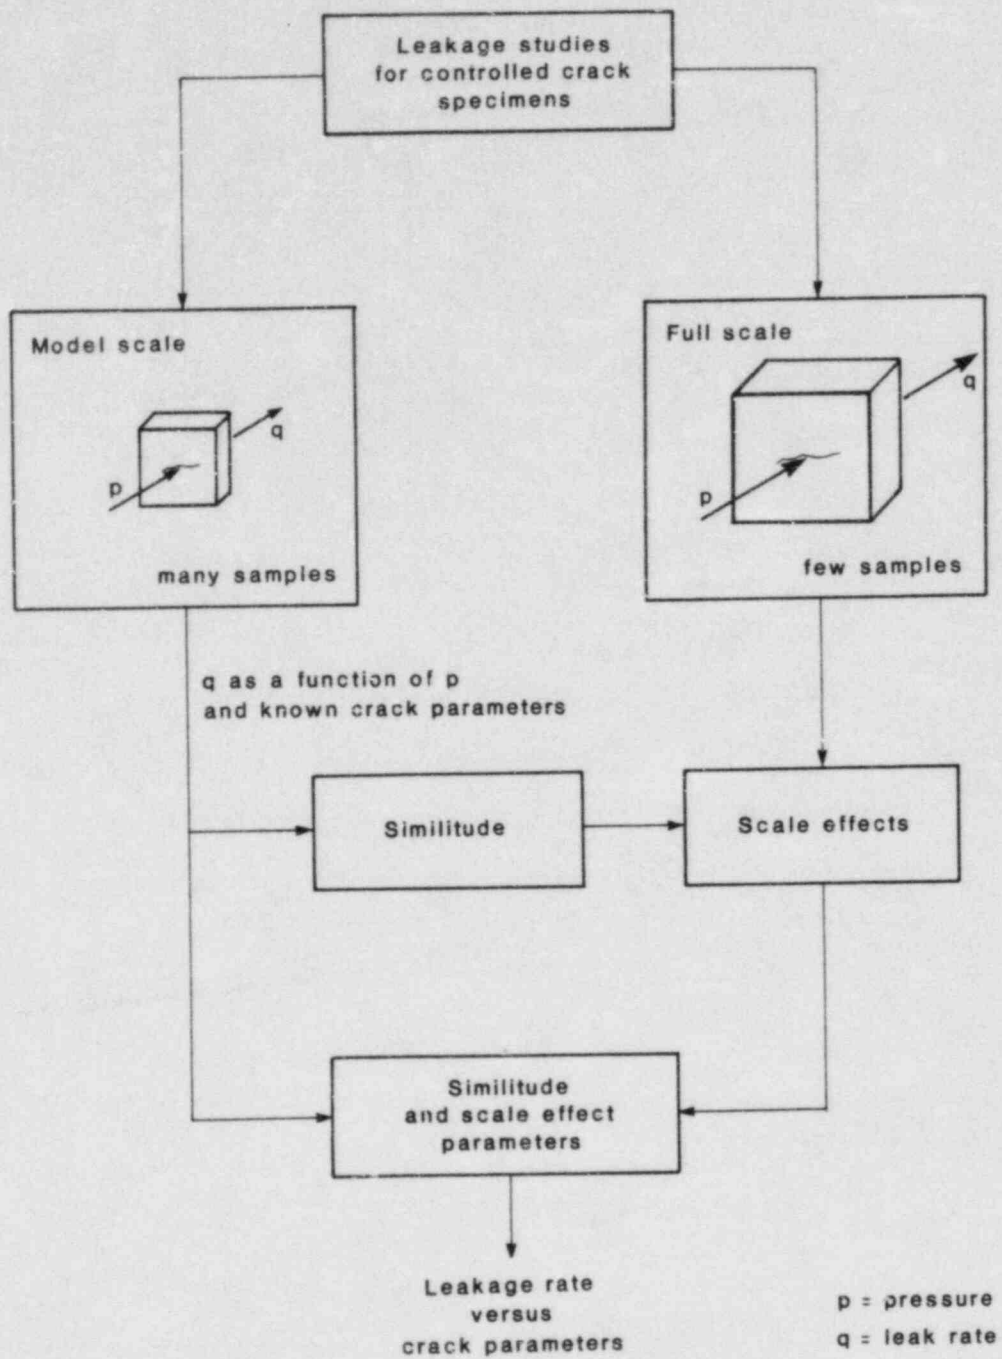 Leakage studies
for controlled crack
specimens
Model scale
p
q
many samples
Full scale
p
q
few samples
q as a function of p
and known crack parameters
Similitude
Scale effects
Similitude
and scale effect
parameters
Leakage rate
versus
crack parameters
p = pressure
q = leak rate